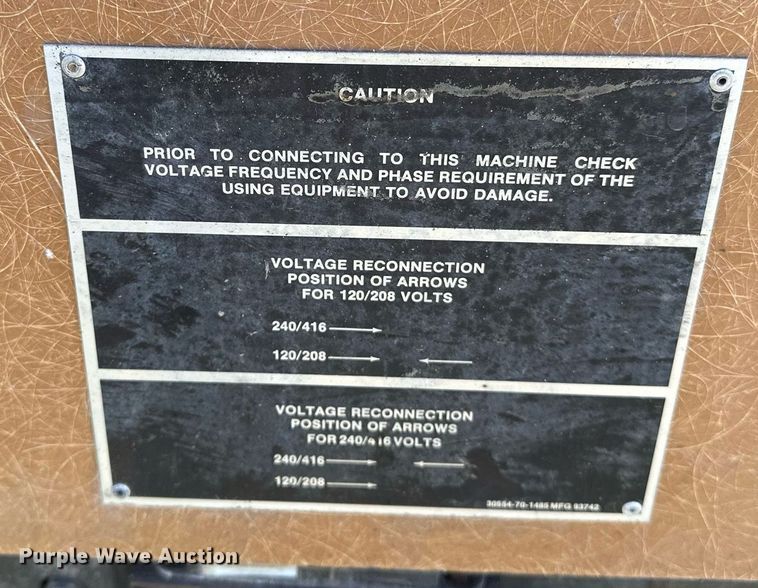 CAUTION
PRIOR TO CONNECTING TO THIS MACHINE CHECK
VOLTAGE FREQUENCY AND PHASE REQUIREMENT OF THE
USING EQUIPMENT TO AVOID DAMAGE.
VOLTAGE RECONNECTION
POSITION OF ARROWS
FOR 120/208 VOLTS
240/416
120/208
VOLTAGE RECONNECTION
POSITION OF ARROWS
FOR 240/416 VOLTS
240/416
120/208
30554-70-1485 MFG 93742
Purple Wave Auction